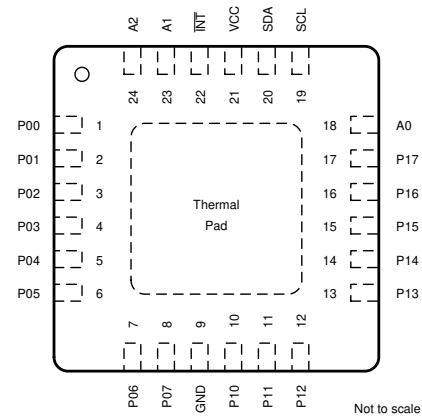 A2 A1 INT VCC SDA SCL
24 23 22 21 20 19
P00 1 18 A0
P01 2 17 P17
P02 3 16 P16
P03 4 15 P15
P04 5 14 P14
P05 6 13 P13
Thermal
Pad
7 8 9 10 11 12
P06 P07 GND P10 P11 P12
Not to scale